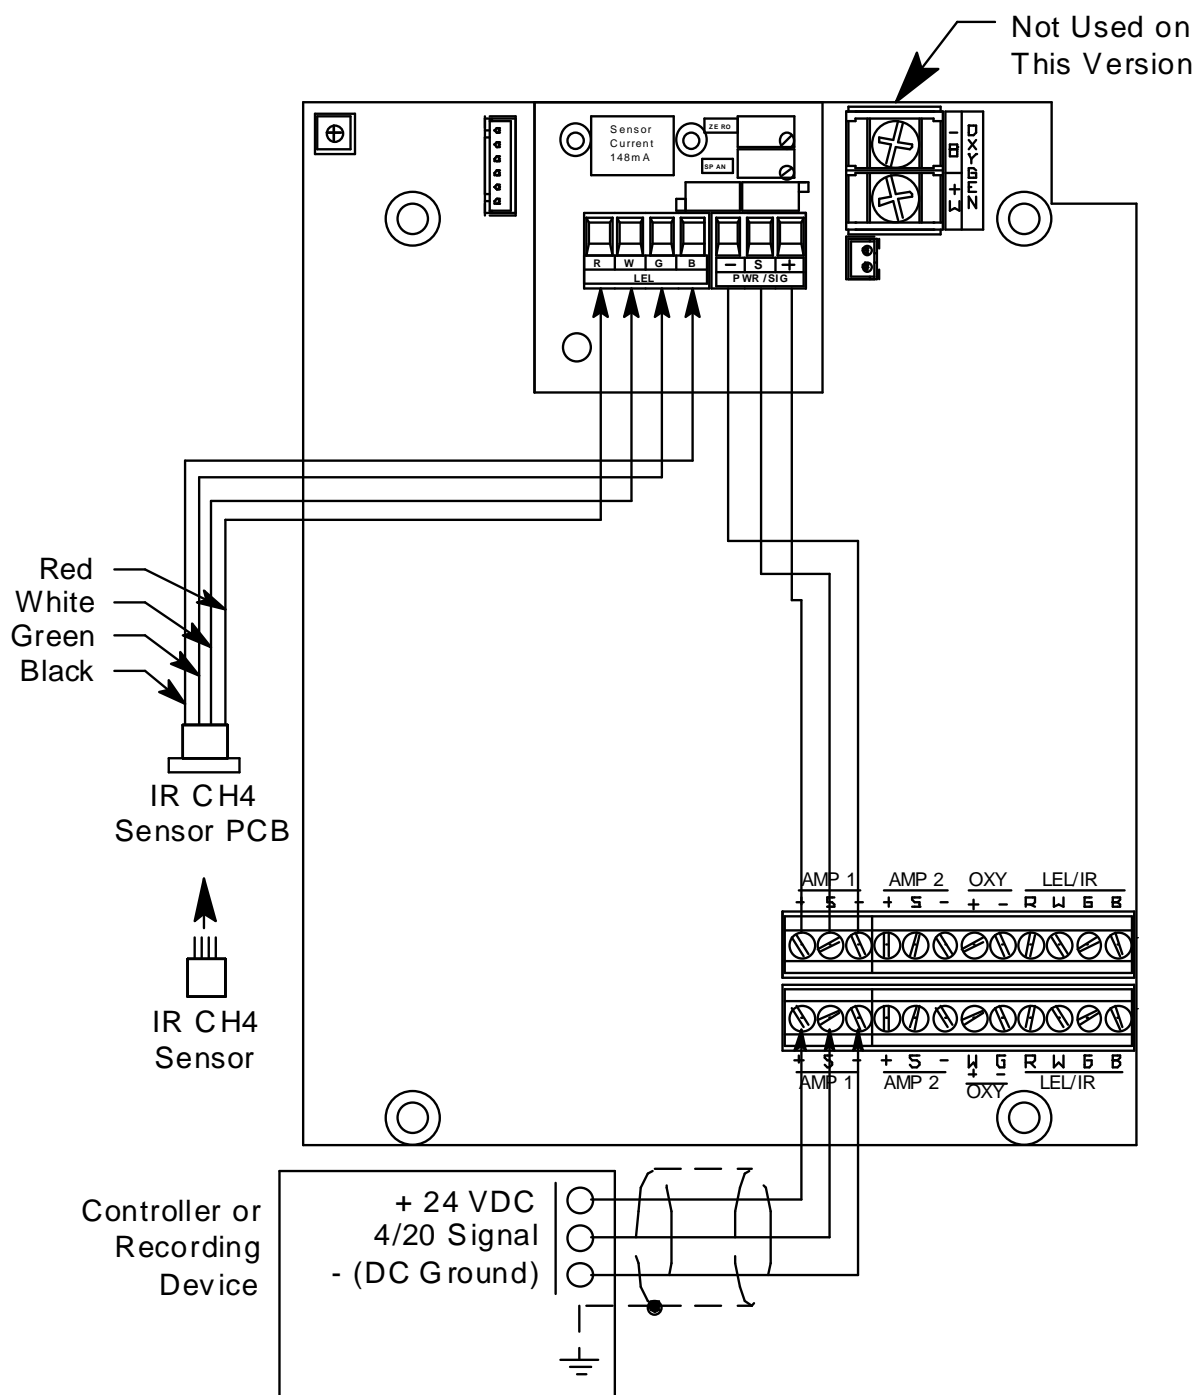 Not Used on
This Version
Sensor
Current
148mA
ZERO
SPAN
- B
+ W
OXYGEN
R W G B
LEL
- S +
PWR/SIG
Red
White
Green
Black
IR CH4
Sensor PCB
IR CH4
Sensor
AMP 1 AMP 2 OXY LEL/IR
+ S - + S - + - R W G B
+ S - + S - W G R W G B
+ -
AMP 1 AMP 2 OXY LEL/IR
Controller or
Recording
Device
+ 24 VDC
4/20 Signal
- (DC Ground)